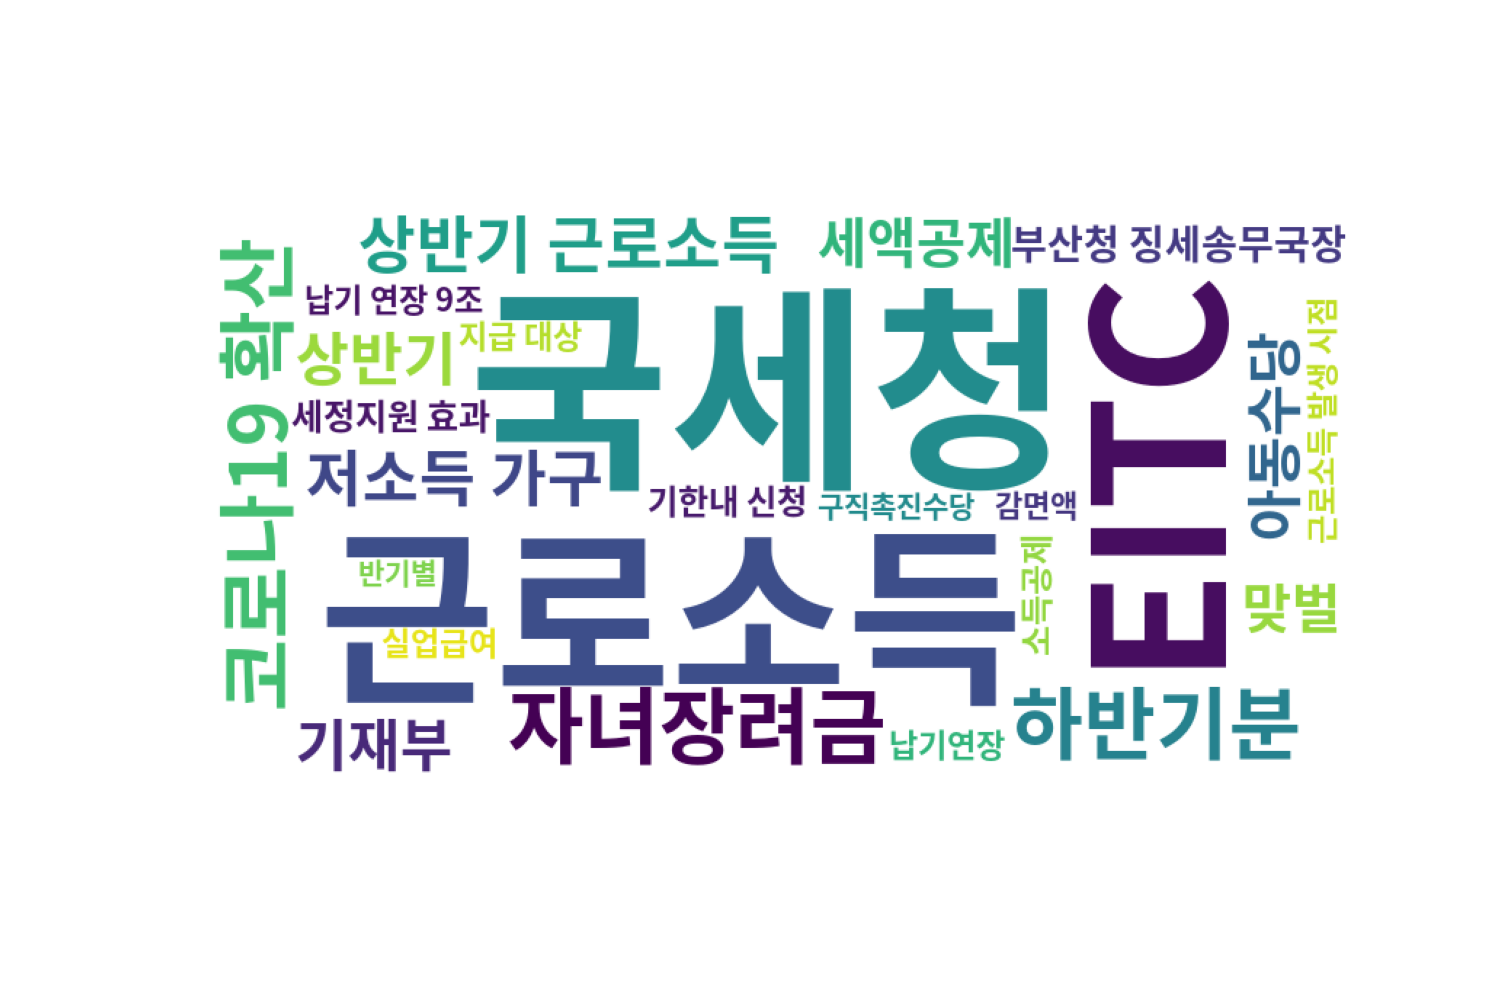 상반기 근로소득
세액공제
부산청 징세송무국장
코로나19 확산
납기 연장 9조
국세청
EITC
상반기
지급 대상
아동수당
근로소득 발생 시점
세정지원 효과
저소득 가구
기한내 신청
구직촉진수당
감면액
근로소득
반기별
소득공제
맞벌
실업급여
자녀장려금
하반기분
기재부
납기연장